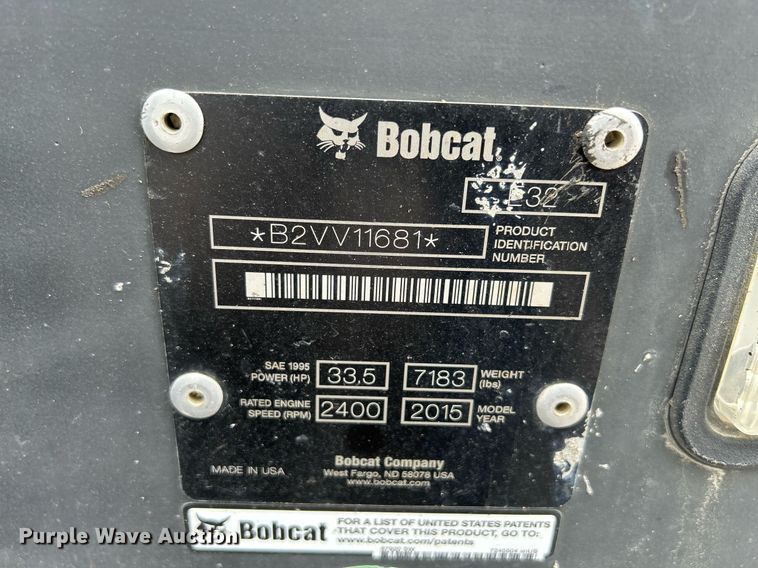 Bobcat
E32
*B2VV11681*
PRODUCT
IDENTIFICATION
NUMBER
SAE 1995
POWER (HP) 33.5 7183 WEIGHT
(lbs)
RATED ENGINE
SPEED (RPM) 2400 2015 MODEL
YEAR
MADE IN USA
Bobcat Company
West Fargo, ND 58078 USA
www.bobcat.com
Bobcat
FOR A LIST OF UNITED STATES PATENTS
THAT COVER THIS PRODUCT, GO TO:
www.bobcat.com/patents
Purple Wave Auction